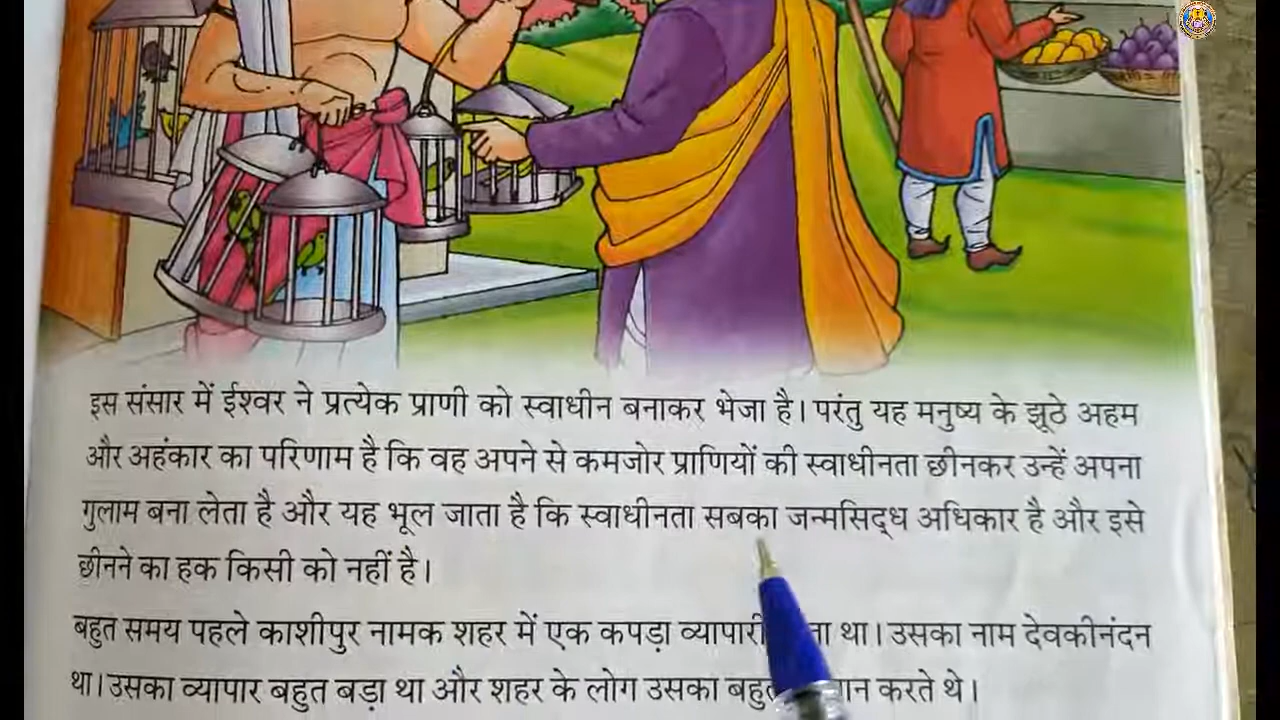 इस संसार में ईश्वर ने प्रत्येक प्राणी को स्वाधीन बनाकर भेजा है। परंतु यह मनुष्य के झूठे अहम
और अहंकार का परिणाम है कि वह अपने से कमजोर प्राणियों की स्वाधीनता छीनकर उन्हें अपना
गुलाम बना लेता है और यह भूल जाता है कि स्वाधीनता सबका जन्मसिद्ध अधिकार है और इसे
छीनने का हक किसी को नहीं है।
बहुत समय पहले काशीपुर नामक शहर में एक कपड़ा व्यापारी था। उसका नाम देवकीनंदन
था। उसका व्यापार बहुत बड़ा था और शहर के लोग उसका बहुत करते थे।